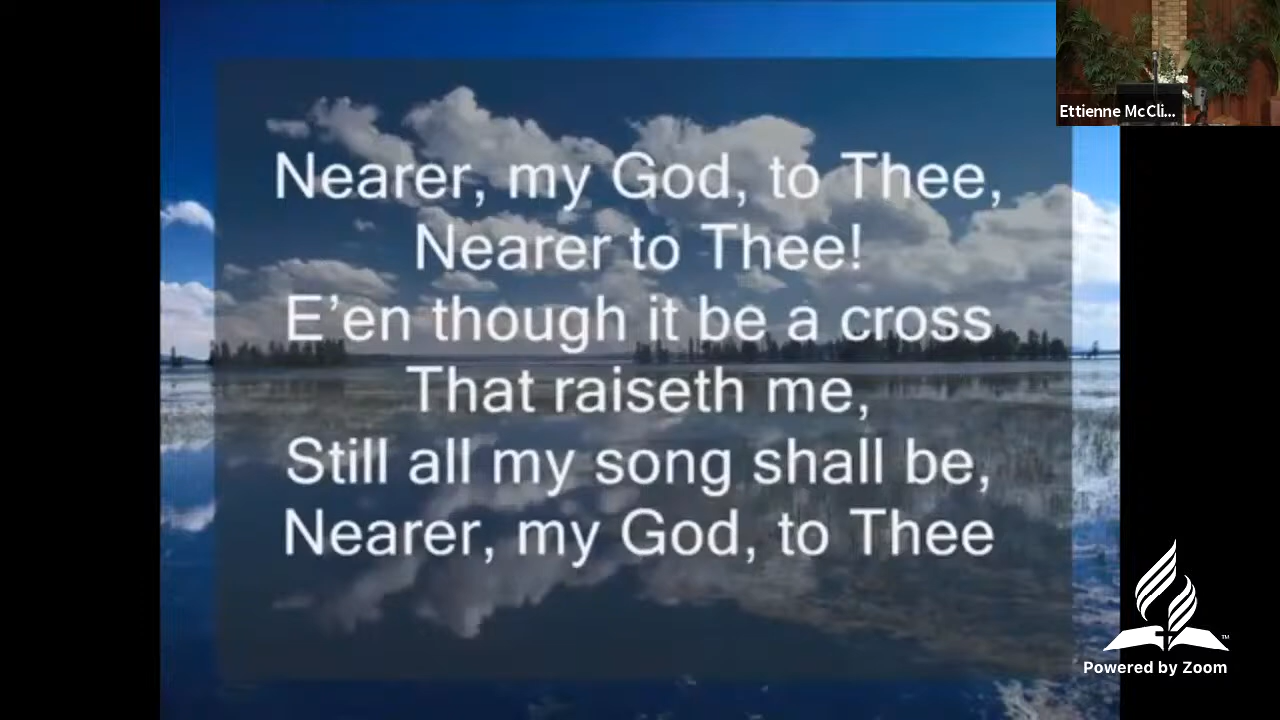 Ettienne McCli...
Nearer, my God, to Thee,
Nearer to Thee!
E’en though it be a cross
That raiseth me,
Still all my song shall be,
Nearer, my God, to Thee
TM
Powered by Zoom